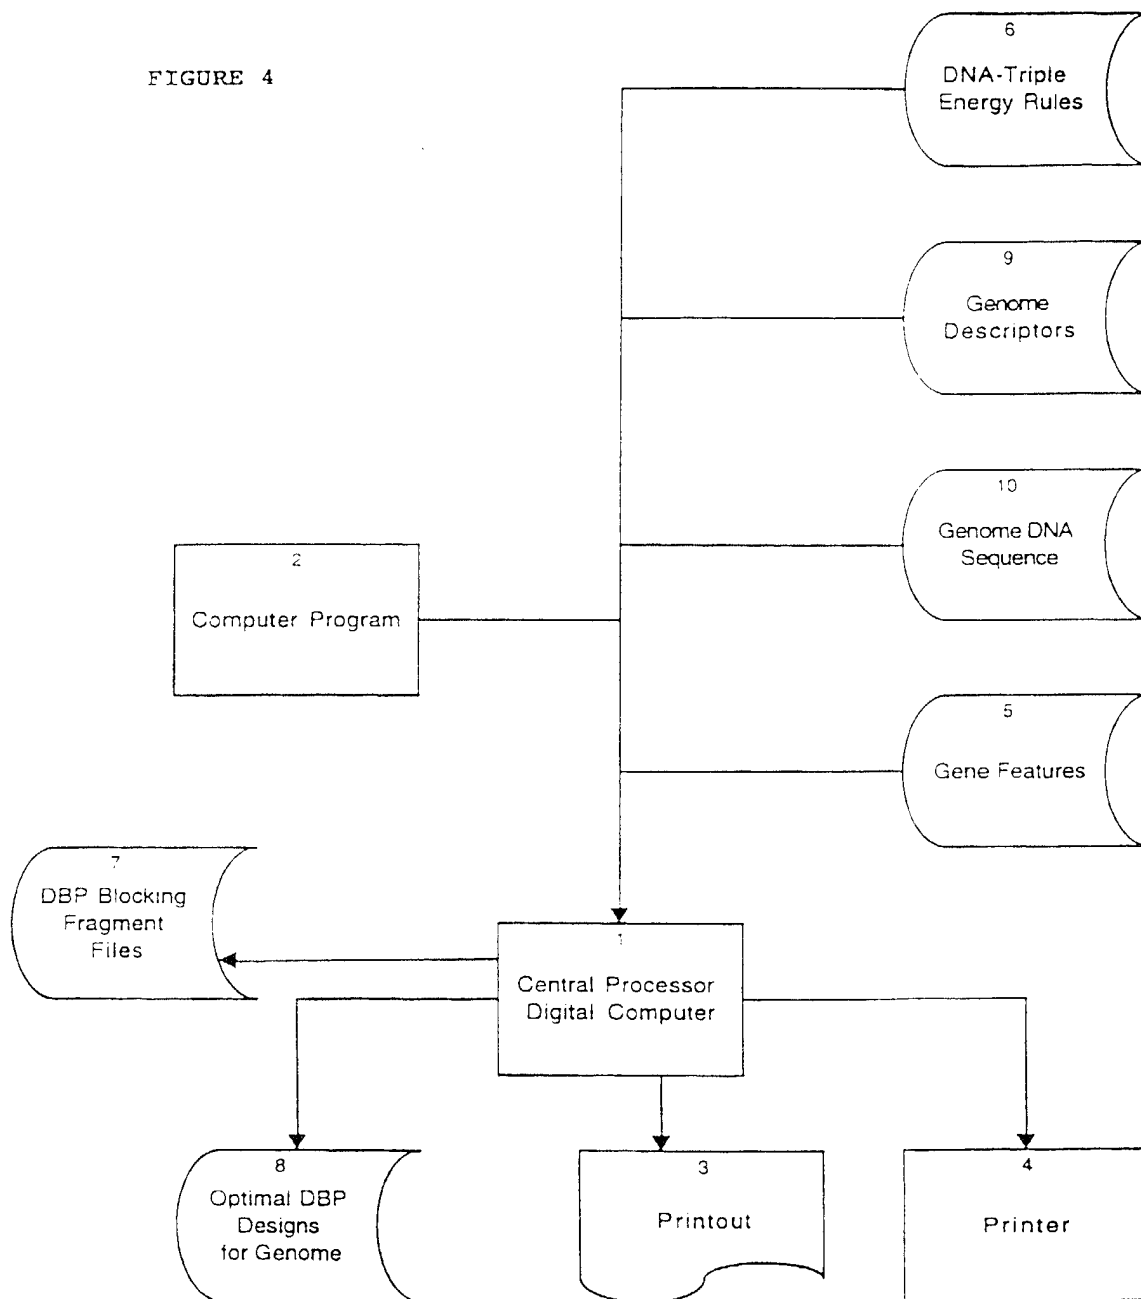 FIGURE 4
6
DNA-Triple
Energy Rules
9
Genome
Descriptors
10
Genome DNA
Sequence
2
Computer Program
5
Gene Features
7
DBP Blocking
Fragment
Files
1
Central Processor
Digital Computer
8
Optimal DBP
Designs
for Genome
3
Printout
4
Printer